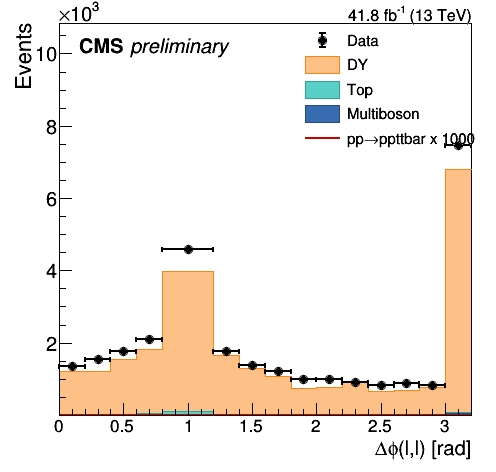 ×10³
41.8 fb⁻¹ (13 TeV)
Events
CMS preliminary
Data
DY
Top
Multiboson
pp→ppttbar x 1000
10
8
6
4
2
0 0.5 1 1.5 2 2.5 3
Δϕ(l,l) [rad]